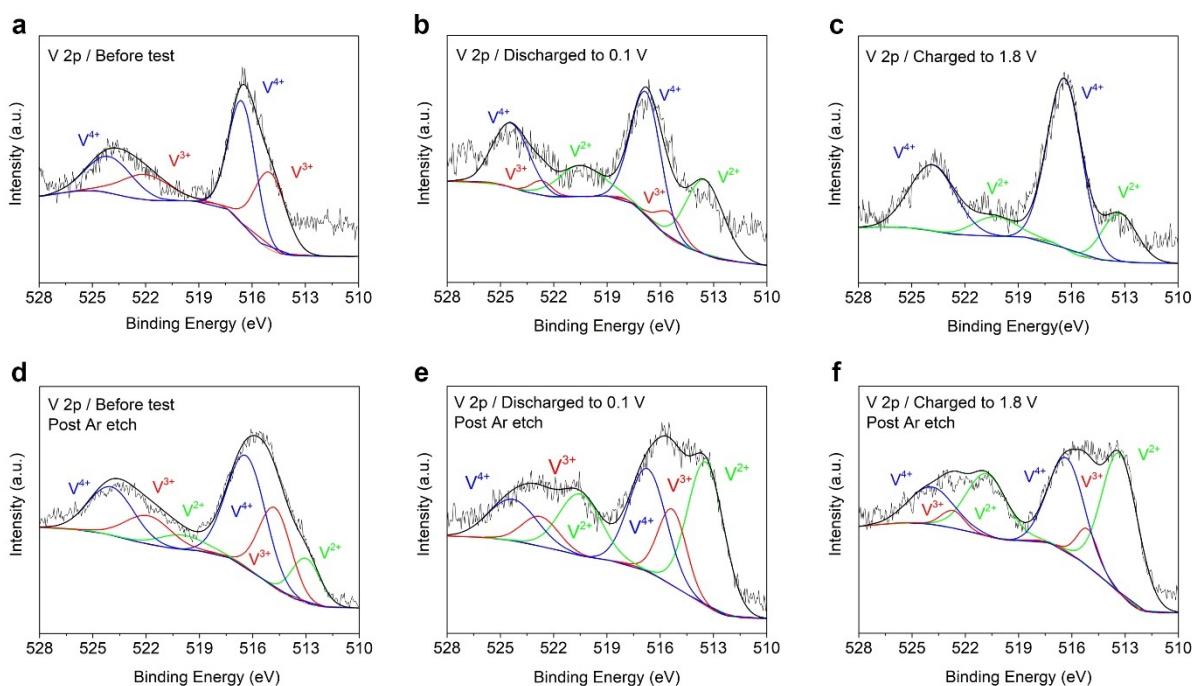 a
V 2p / Before test
V⁴⁺
V³⁺
V⁴⁺
V³⁺
Intensity (a.u.)
528 525 522 519 516 513 510
Binding Energy (eV)
b
V 2p / Discharged to 0.1 V
V⁴⁺
V³⁺
V²⁺
V⁴⁺
V³⁺
V²⁺
Intensity (a.u.)
528 525 522 519 516 513 510
Binding Energy (eV)
c
V 2p / Charged to 1.8 V
V⁴⁺
V²⁺
V⁴⁺
V²⁺
Intensity (a.u.)
528 525 522 519 516 513 510
Binding Energy(eV)
d
V 2p / Before test
Post Ar etch
V⁴⁺
V³⁺
V²⁺
V⁴⁺
V³⁺
V²⁺
Intensity (a.u.)
528 525 522 519 516 513 510
Binding Energy (eV)
e
V 2p / Discharged to 0.1 V
Post Ar etch
V⁴⁺
V³⁺
V²⁺
V⁴⁺
V³⁺
V²⁺
Intensity (a.u.)
528 525 522 519 516 513 510
Binding Energy (eV)
f
V 2p / Charged to 1.8 V
Post Ar etch
V⁴⁺
V³⁺
V²⁺
V⁴⁺
V³⁺
V²⁺
Intensity (a.u.)
528 525 522 519 516 513 510
Binding Energy (eV)